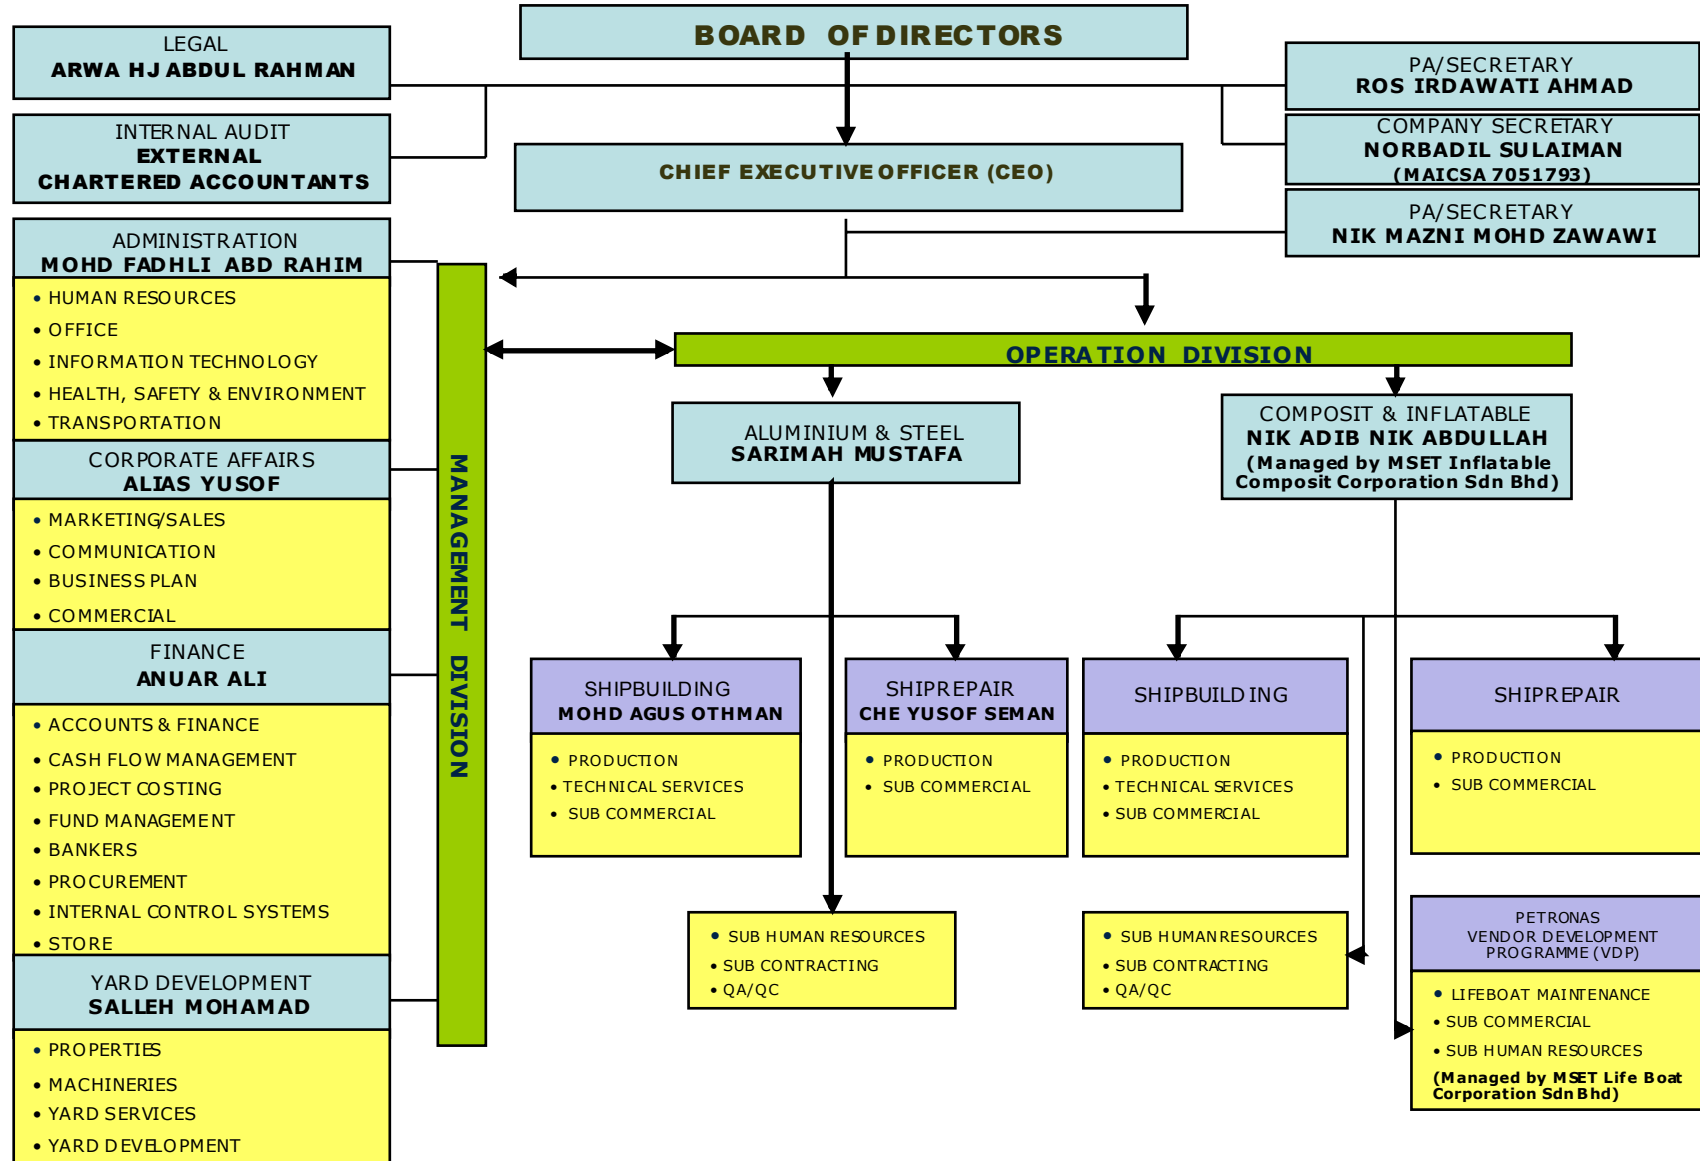 BOARD OF DIRECTORS
LEGAL
ARWA HJ ABDUL RAHMAN
INTERNAL AUDIT
EXTERNAL
CHARTERED ACCOUNTANTS
PA/SECRETARY
ROS IRDAWATI AHMAD
COMPANY SECRETARY
NORBADIL SULAIMAN
(MAICSA 7051793)
CHIEF EXECUTIVE OFFICER (CEO)
PA/SECRETARY
NIK MAZNI MOHD ZAWAWI
ADMINISTRATION
MOHD FADHLI ABD RAHIM
• HUMAN RESOURCES
• OFFICE
• INFORMATION TECHNOLOGY
• HEALTH, SAFETY & ENVIRONMENT
• TRANSPORTATION
CORPORATE AFFAIRS
ALIAS YUSOF
• MARKETING/SALES
• COMMUNICATION
• BUSINESS PLAN
• COMMERCIAL
FINANCE
ANUAR ALI
• ACCOUNTS & FINANCE
• CASH FLOW MANAGEMENT
• PROJECT COSTING
• FUND MANAGEMENT
• BANKERS
• PROCUREMENT
• INTERNAL CONTROL SYSTEMS
• STORE
YARD DEVELOPMENT
SALLEH MOHAMAD
• PROPERTIES
• MACHINERIES
• YARD SERVICES
• YARD DEVELOPMENT
MANAGEMENT DIVISION
OPERATION DIVISION
ALUMINIUM & STEEL
SARIMAH MUSTAFA
COMPOSIT & INFLATABLE
NIK ADIB NIK ABDULLAH
(Managed by MSET Inflatable
Composit Corporation Sdn Bhd)
SHIPBUILDING
MOHD AGUS OTHMAN
• PRODUCTION
• TECHNICAL SERVICES
• SUB COMMERCIAL
SHIPREPAIR
CHE YUSOF SEMAN
• PRODUCTION
• SUB COMMERCIAL
SHIPBUILDING
• PRODUCTION
• TECHNICAL SERVICES
• SUB COMMERCIAL
SHIPREPAIR
• PRODUCTION
• SUB COMMERCIAL
• SUB HUMAN RESOURCES
• SUB CONTRACTING
• QA/QC
• SUB HUMAN RESOURCES
• SUB CONTRACTING
• QA/QC
PETRONAS
VENDOR DEVELOPMENT
PROGRAMME (VDP)
• LIFEBOAT MAINTENANCE
• SUB COMMERCIAL
• SUB HUMAN RESOURCES
(Managed by MSET Life Boat
Corporation Sdn Bhd)